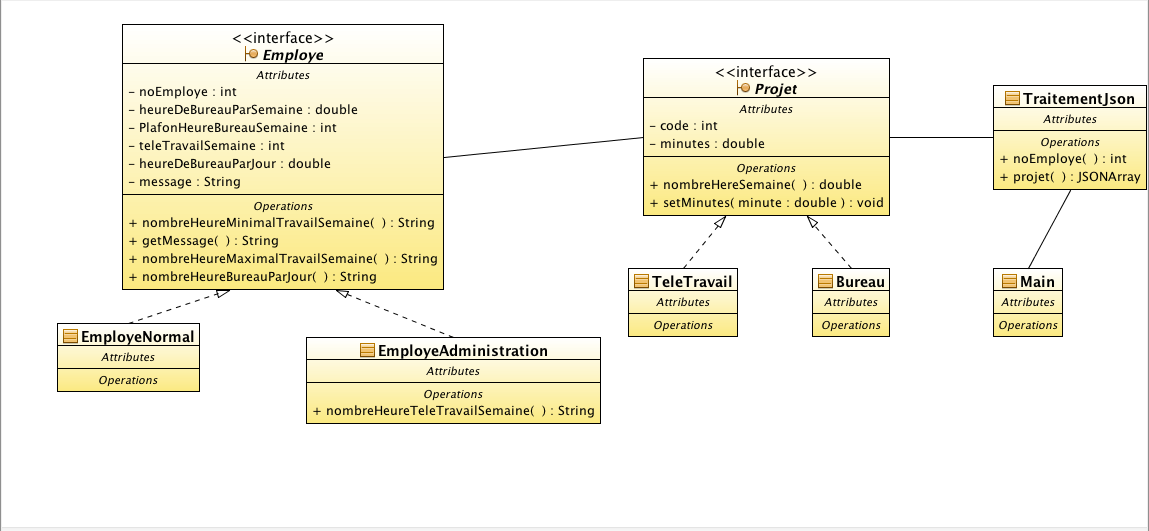 <<interface>>
Employe
Attributes
- noEmploye : int
- heureDeBureauParSemaine : double
- PlafonHeureBureauSemaine : int
- teleTravailSemaine : int
- heureDeBureauParJour : double
- message : String
Operations
+ nombreHeureMinimalTravailSemaine( ) : String
+ getMessage( ) : String
+ nombreHeureMaximalTravailSemaine( ) : String
+ nombreHeureBureauParJour( ) : String
<<interface>>
Projet
Attributes
- code : int
- minutes : double
Operations
+ nombreHereSemaine( ) : double
+ setMinutes( minute : double ) : void
TraitementJson
Attributes
Operations
+ noEmploye( ) : int
+ projet( ) : JSONArray
EmployeNormal
Attributes
Operations
EmployeAdministration
Attributes
Operations
+ nombreHeureTeleTravailSemaine( ) : String
TeleTravail
Attributes
Operations
Bureau
Attributes
Operations
Main
Attributes
Operations